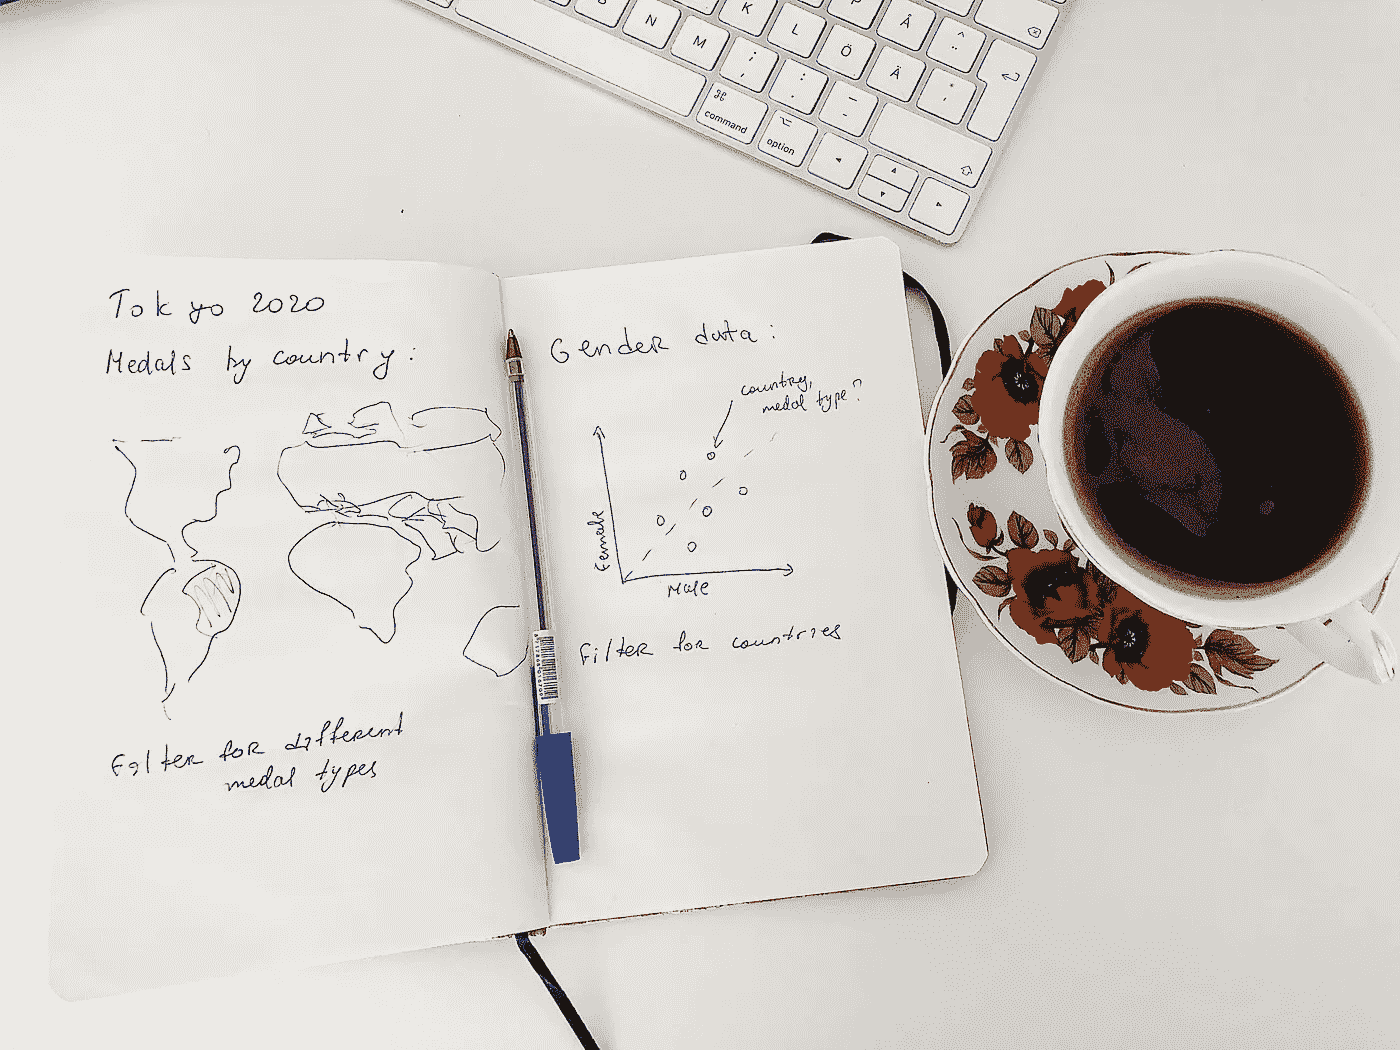 B
N
M
K
L
P
Ö
Ä
Å
^
¨
*
'
;
,
:
.
_
-
⌘
command
⌥
option
Tokyo 2020
Medals by country:
Filter for different
medal types
Gender data:
country,
medal type?
Female
Male
Filter for countries